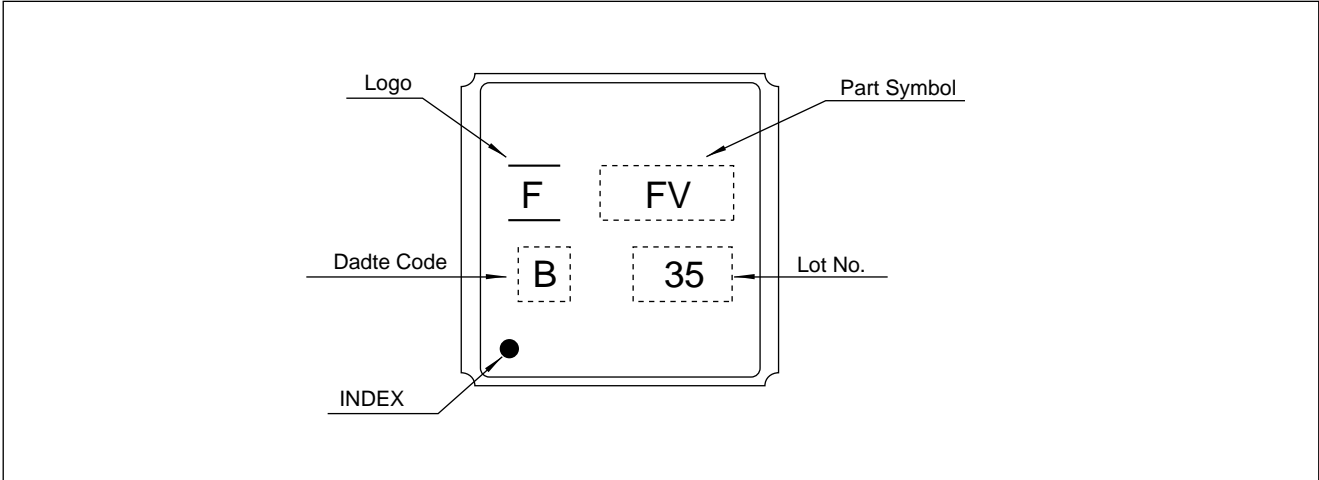 Logo
Part Symbol
F
FV
Dadte Code
B
35
Lot No.
INDEX